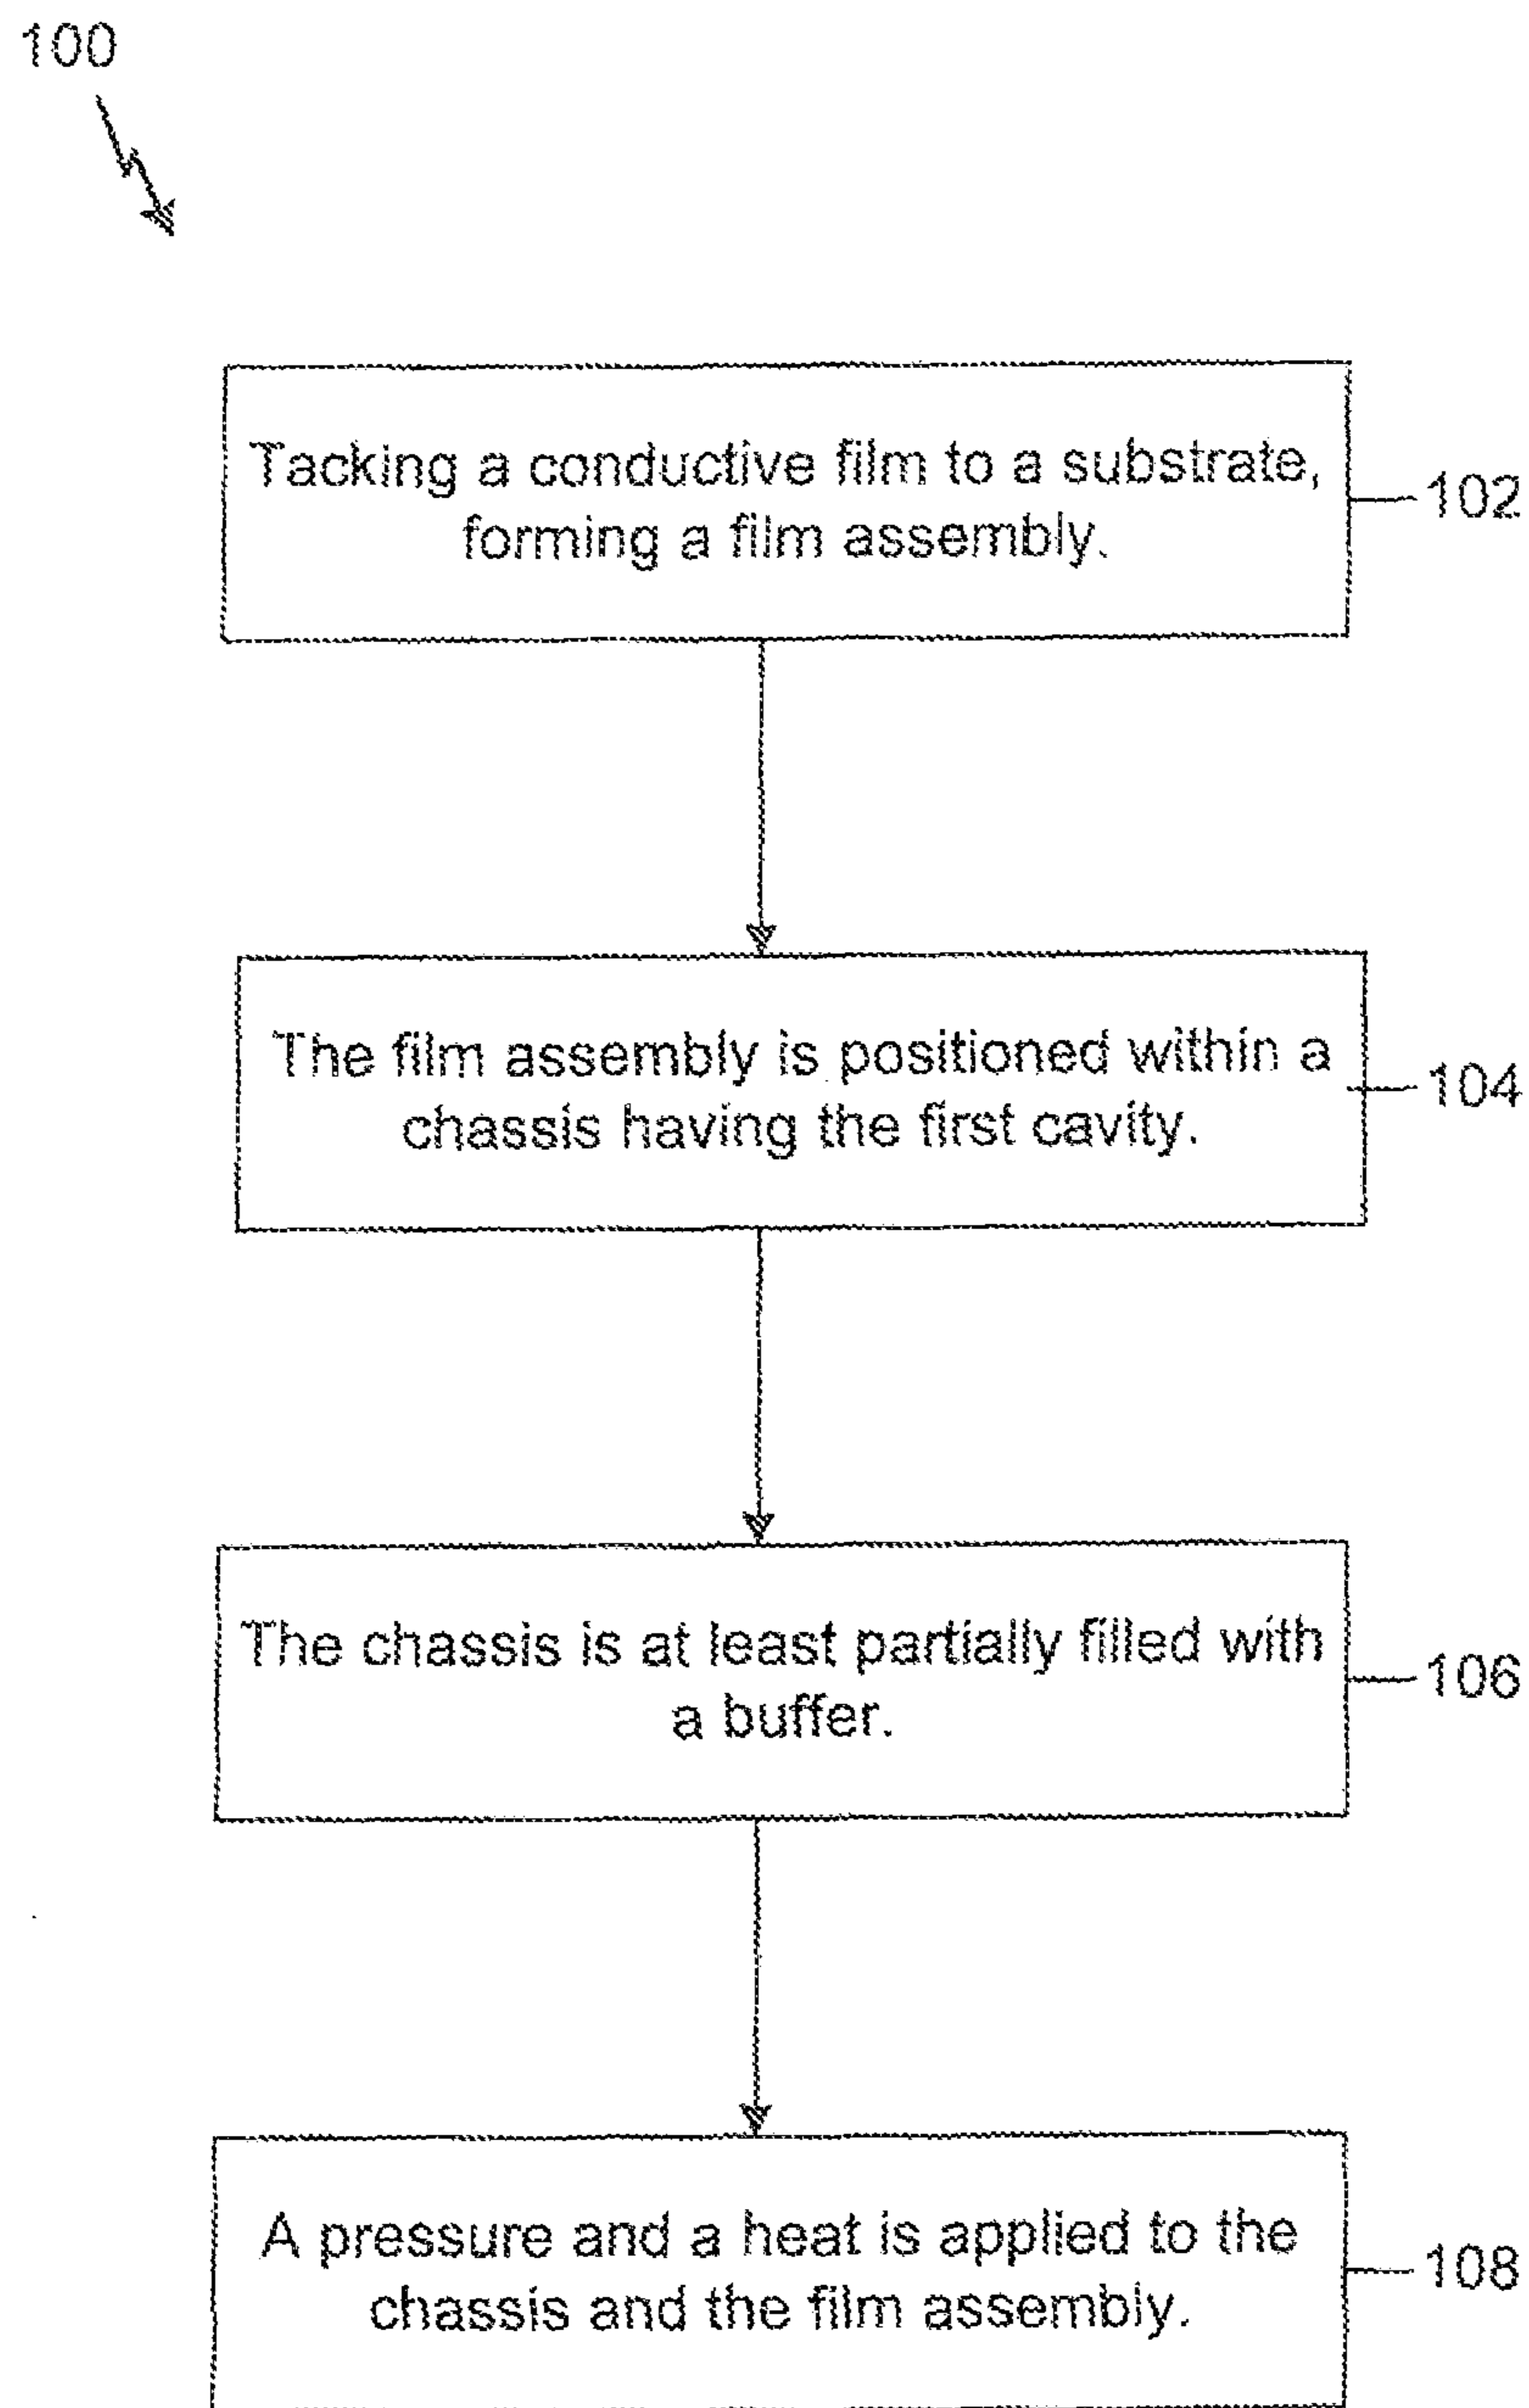 100
Tacking a conductive film to a substrate,
forming a film assembly.
102
The film assembly is positioned within a
chassis having the first cavity.
104
The chassis is at least partially filled with
a buffer.
106
A pressure and a heat is applied to the
chassis and the film assembly.
108